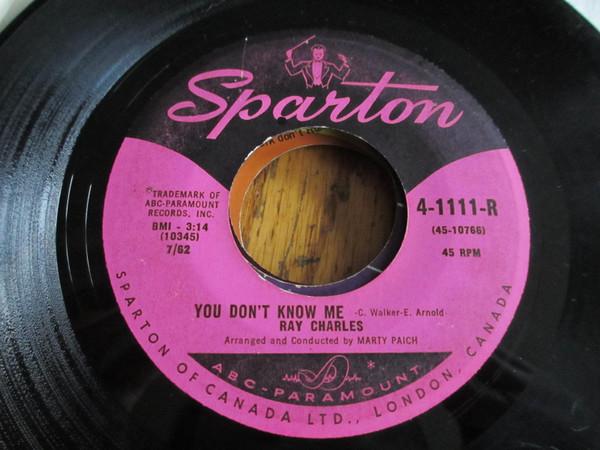 Sparton
don't
*TRADEMARK OF
ABC-PARAMOUNT
RECORDS, INC.
BMI - 3:14
(10345)
7/62
4-1111-R
(45-10766)
45 RPM
YOU DON'T KNOW ME -C. Walker-E. Arnold-
RAY CHARLES
Arranged and Conducted by MARTY PAICH
ABC-PARAMOUNT*
SPARTON OF CANADA LTD., LONDON, CANADA